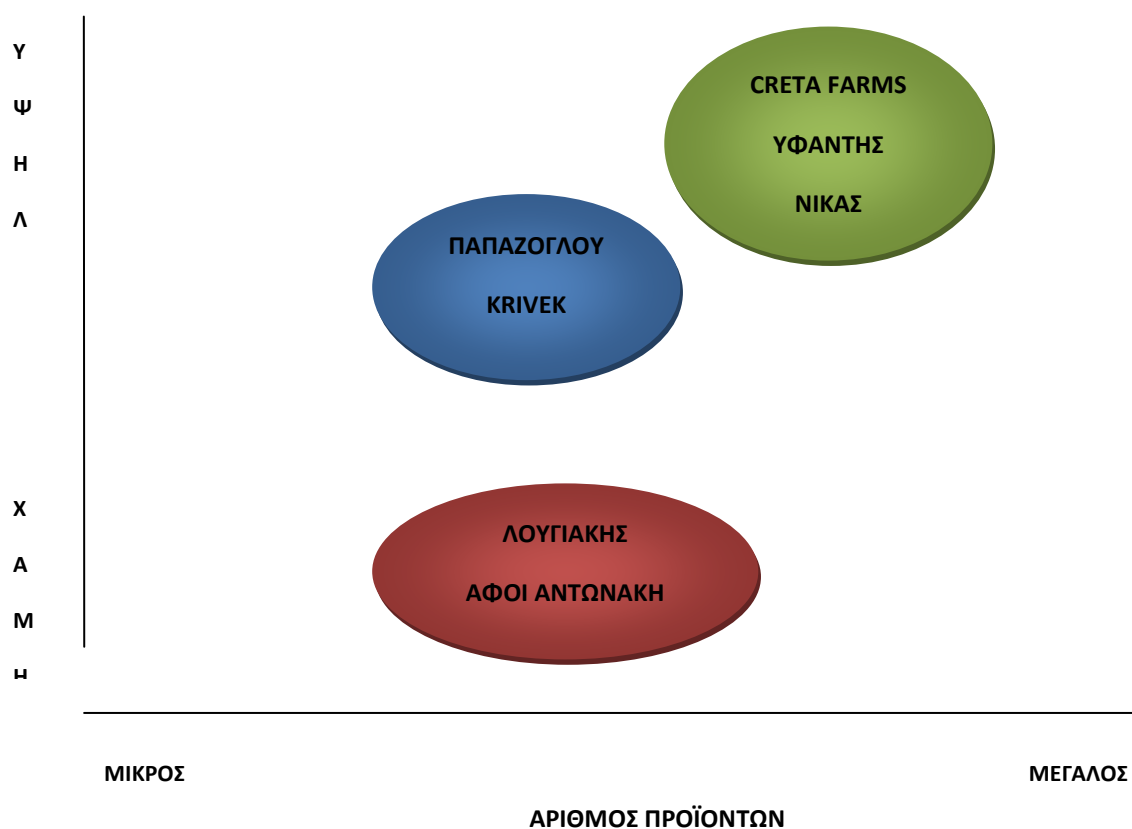 Υ
Ψ
Η
Λ
CRETA FARMS
ΥΦΑΝΤΗΣ
ΝΙΚΑΣ
ΠΑΠΑΖΟΓΛΟΥ
KRIVEK
Χ
Α
Μ
Η
ΛΟΥΓΙΑΚΗΣ
ΑΦΟΙ ΑΝΤΩΝΑΚΗ
ΜΙΚΡΟΣ
ΜΕΓΑΛΟΣ
ΑΡΙΘΜΟΣ ΠΡΟΪΟΝΤΩΝ